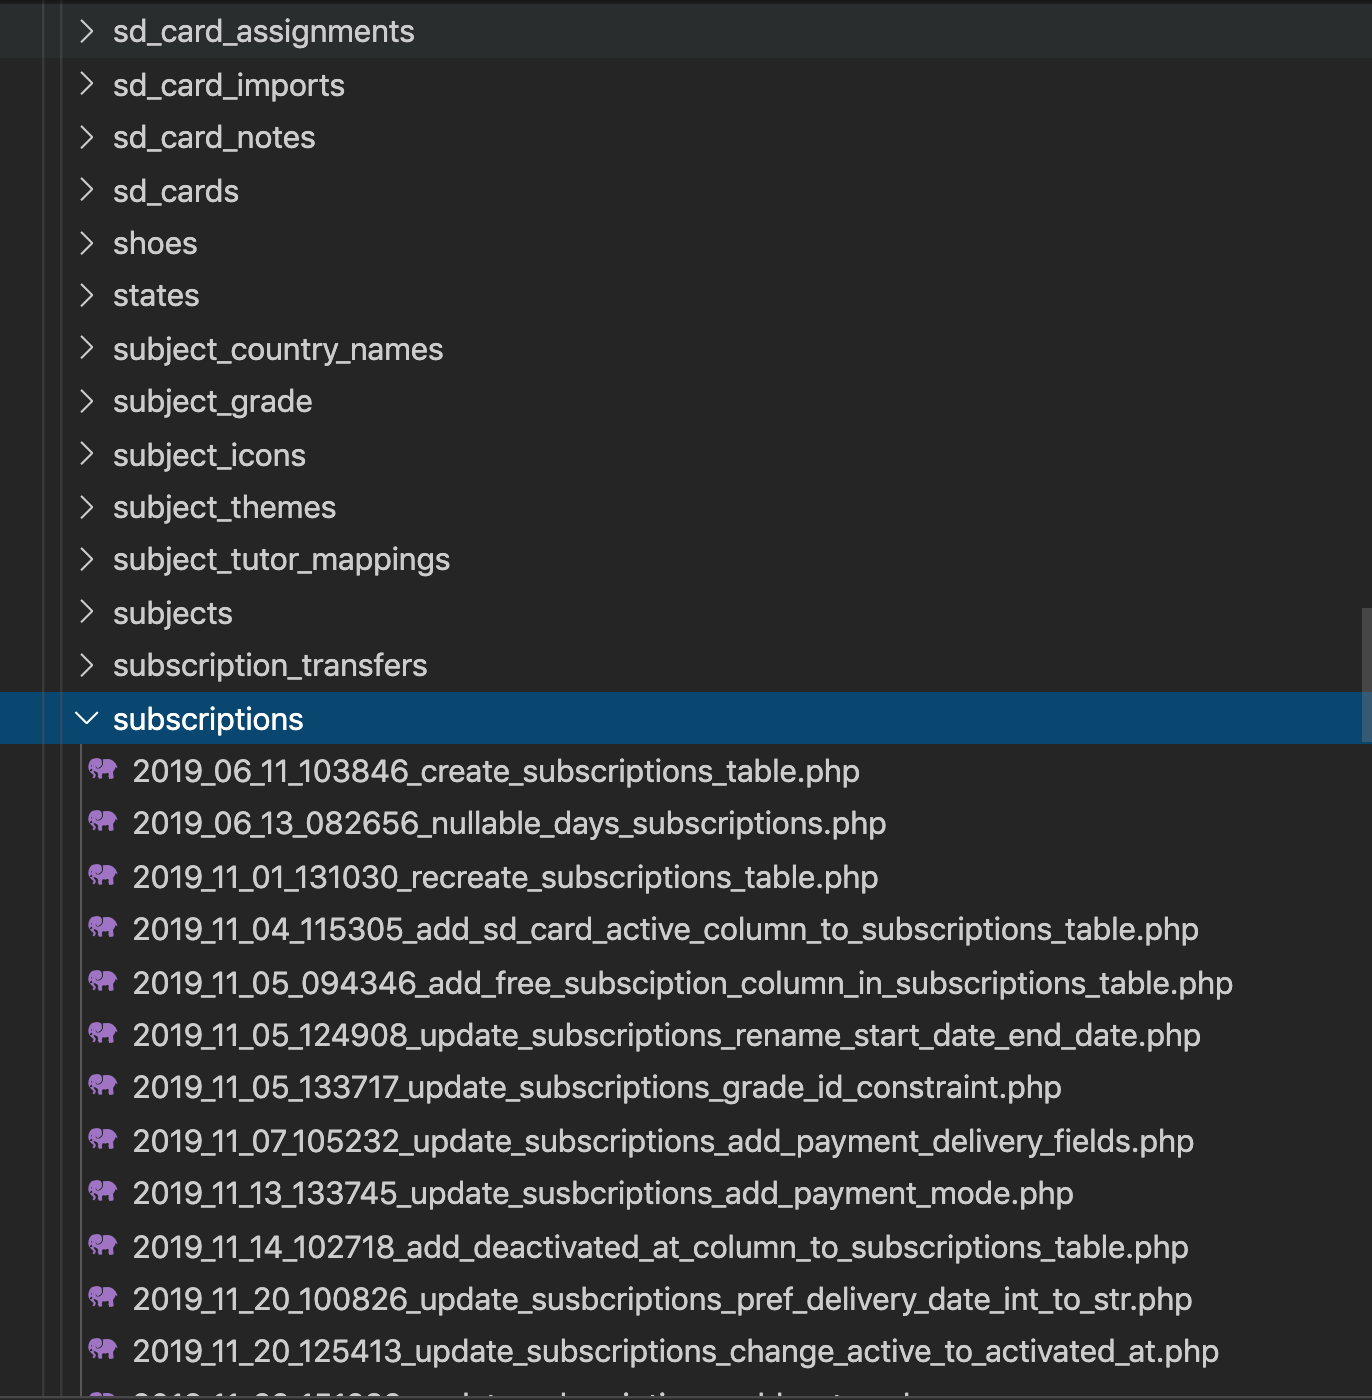 sd_card_assignments
sd_card_imports
sd_card_notes
sd_cards
shoes
states
subject_country_names
subject_grade
subject_icons
subject_themes
subject_tutor_mappings
subjects
subscription_transfers
subscriptions
2019_06_11_103846_create_subscriptions_table.php
2019_06_13_082656_nullable_days_subscriptions.php
2019_11_01_131030_recreate_subscriptions_table.php
2019_11_04_115305_add_sd_card_active_column_to_subscriptions_table.php
2019_11_05_094346_add_free_subsciption_column_in_subscriptions_table.php
2019_11_05_124908_update_subscriptions_rename_start_date_end_date.php
2019_11_05_133717_update_subscriptions_grade_id_constraint.php
2019_11_07_105232_update_subscriptions_add_payment_delivery_fields.php
2019_11_13_133745_update_susbcriptions_add_payment_mode.php
2019_11_14_102718_add_deactivated_at_column_to_subscriptions_table.php
2019_11_20_100826_update_susbcriptions_pref_delivery_date_int_to_str.php
2019_11_20_125413_update_subscriptions_change_active_to_activated_at.php